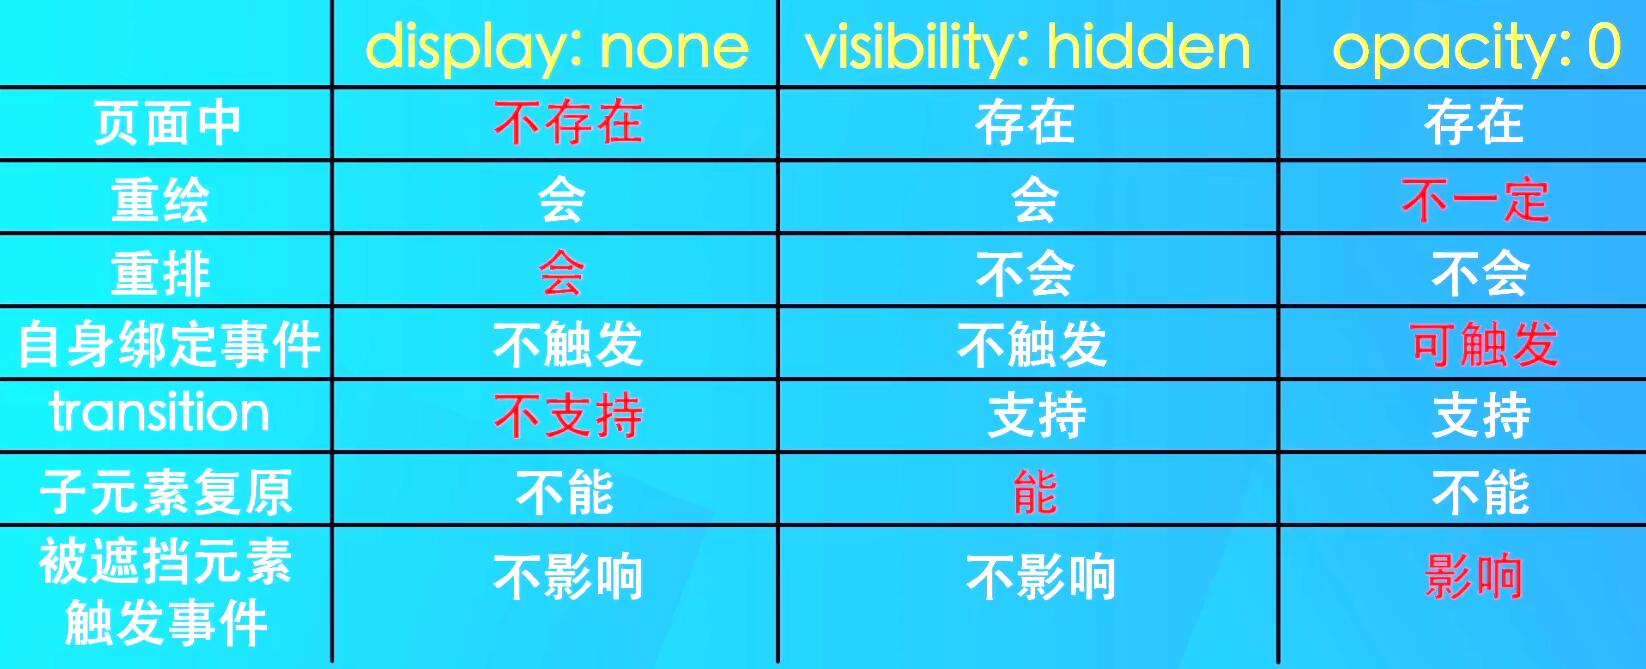 display: none visibility: hidden opacity: 0
页面中 不存在 存在 存在
重绘 会 会 不一定
重排 会 不会 不会
自身绑定事件 不触发 不触发 可触发
transition 不支持 支持 支持
子元素复原 不能 能 不能
被遮挡元素
触发事件 不影响 不影响 影响